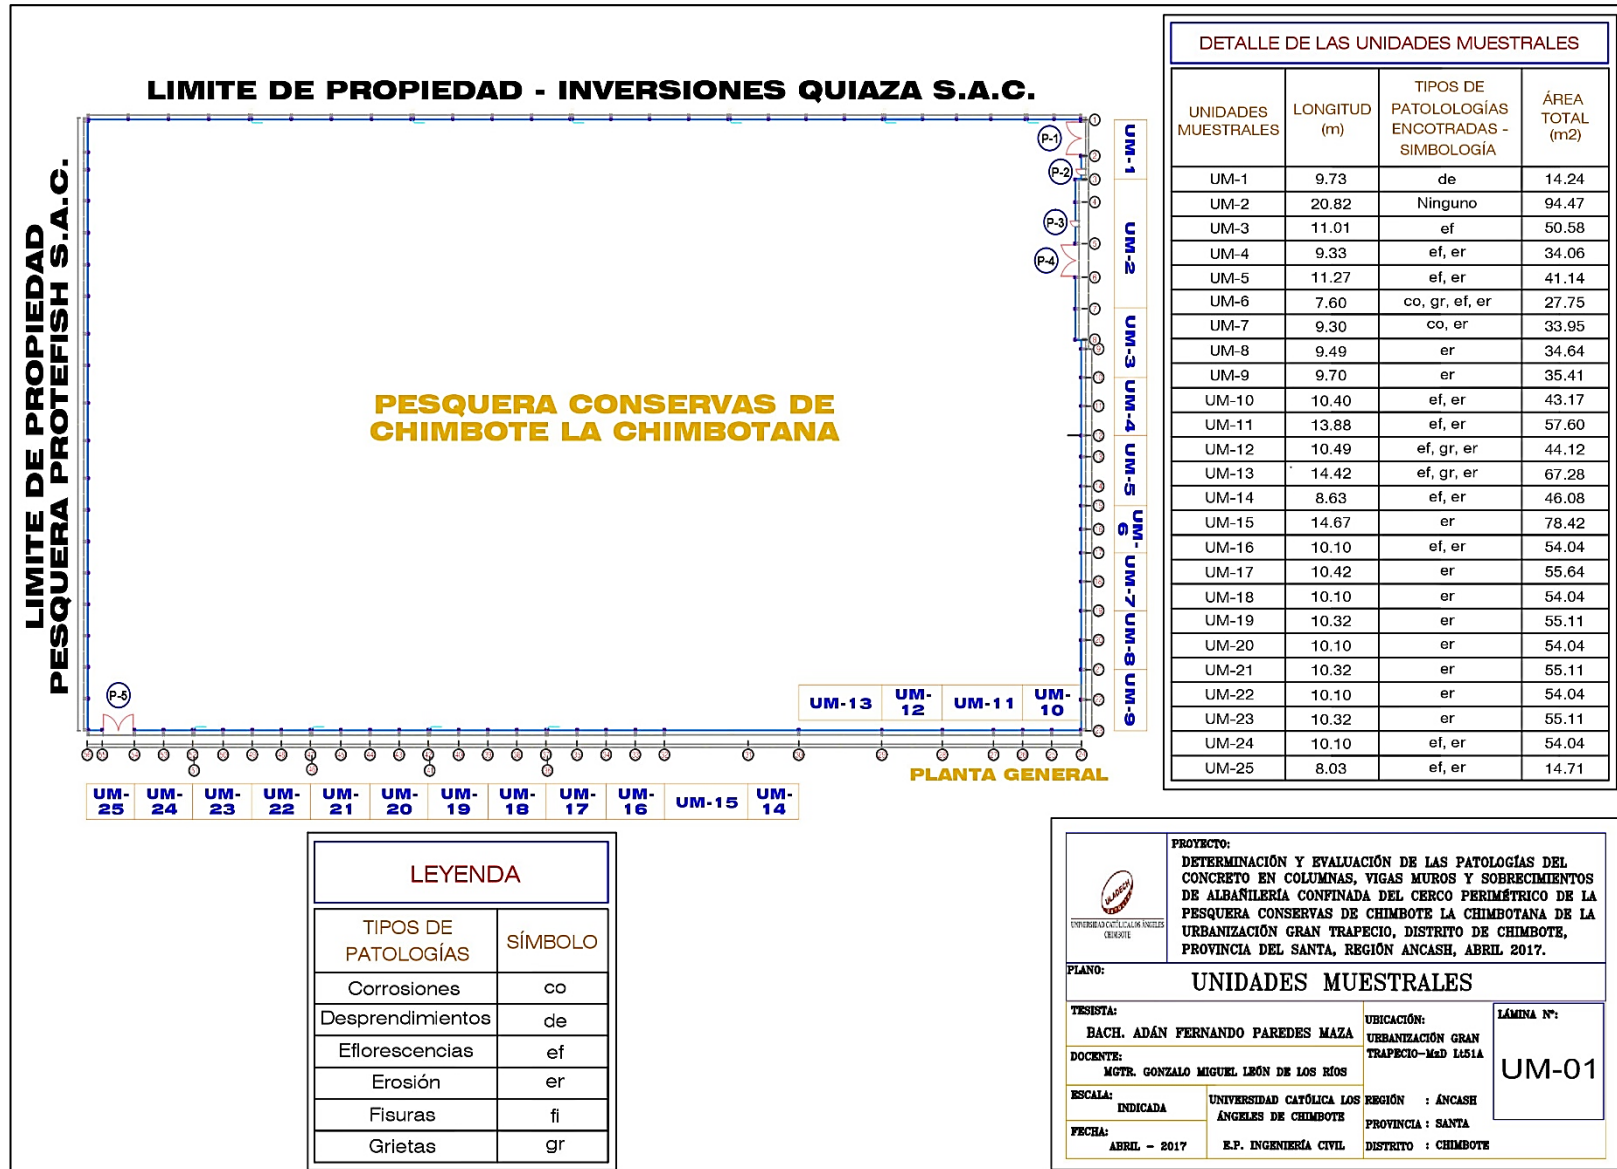 LIMITE DE PROPIEDAD - INVERSIONES QUIAZA S.A.C.
LIMITE DE PROPIEDAD
PESQUERA PROTEFISH S.A.C.
P-1
P-2
P-3
P-4
P-5
1
2
3
4
5
6
7
8
UM-1
UM-2
UM-3
UM-4
UM-5
UM-
6
UM-7
UM-8
UM-9
PESQUERA CONSERVAS DE
CHIMBOTE LA CHIMBOTANA
UM-13
UM-
12
UM-11
UM-
10
PLANTA GENERAL
UM-
25
UM-
24
UM-
23
UM-
22
UM-
21
UM-
20
UM-
19
UM-
18
UM-
17
UM-
16
UM-15
UM-
14
DETALLE DE LAS UNIDADES MUESTRALES
UNIDADES
MUESTRALES
LONGITUD
(m)
TIPOS DE
PATOLOLOGÍAS
ENCOTRADAS -
SIMBOLOGÍA
ÁREA
TOTAL
(m2)
UM-1 9.73 de 14.24
UM-2 20.82 Ninguno 94.47
UM-3 11.01 ef 50.58
UM-4 9.33 ef, er 34.06
UM-5 11.27 ef, er 41.14
UM-6 7.60 co, gr, ef, er 27.75
UM-7 9.30 co, er 33.95
UM-8 9.49 er 34.64
UM-9 9.70 er 35.41
UM-10 10.40 ef, er 43.17
UM-11 13.88 ef, er 57.60
UM-12 10.49 ef, gr, er 44.12
UM-13 14.42 ef, gr, er 67.28
UM-14 8.63 ef, er 46.08
UM-15 14.67 er 78.42
UM-16 10.10 ef, er 54.04
UM-17 10.42 er 55.64
UM-18 10.10 er 54.04
UM-19 10.32 er 55.11
UM-20 10.10 er 54.04
UM-21 10.32 er 55.11
UM-22 10.10 er 54.04
UM-23 10.32 er 55.11
UM-24 10.10 ef, er 54.04
UM-25 8.03 ef, er 14.71
LEYENDA
TIPOS DE
PATOLOGÍAS
SÍMBOLO
Corrosiones co
Desprendimientos de
Eflorescencias ef
Erosión er
Fisuras fi
Grietas gr
ULADECH
UNIVERSIDAD CATÓLICA LOS ÁNGELES
CHIMBOTE
PROYECTO:
DETERMINACIÓN Y EVALUACIÓN DE LAS PATOLOGÍAS DEL
CONCRETO EN COLUMNAS, VIGAS MUROS Y SOBRECIMIENTOS
DE ALBAÑILERÍA CONFINADA DEL CERCO PERIMÉTRICO DE LA
PESQUERA CONSERVAS DE CHIMBOTE LA CHIMBOTANA DE LA
URBANIZACIÓN GRAN TRAPECIO, DISTRITO DE CHIMBOTE,
PROVINCIA DEL SANTA, REGIÓN ANCASH, ABRIL 2017.
PLANO:
UNIDADES MUESTRALES
TESISTA:
BACH. ADÁN FERNANDO PAREDES MAZA
DOCENTE:
MGTR. GONZALO MIGUEL LEÓN DE LOS RÍOS
ESCALA:
INDICADA
FECHA:
ABRIL - 2017
UNIVERSIDAD CATÓLICA LOS
ÁNGELES DE CHIMBOTE
E.P. INGENIERÍA CIVIL
UBICACIÓN:
URBANIZACIÓN GRAN
TRAPECIO-MzD Lt51A
REGIÓN : ÁNCASH
PROVINCIA : SANTA
DISTRITO : CHIMBOTE
LÁMINA N°:
UM-01